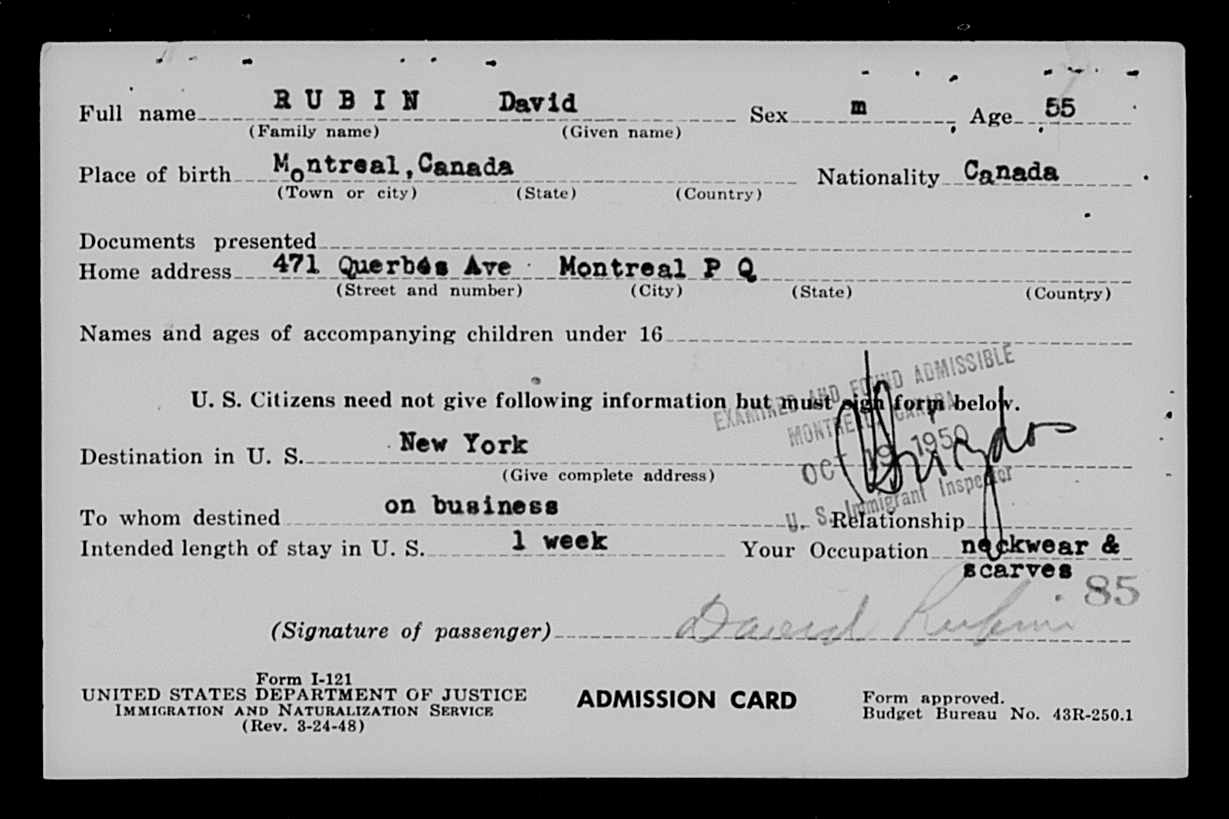 Full name RUBIN David Sex m Age 55
(Family name) (Given name)
Place of birth Montreal,Canada Nationality Canada
(Town or city) (State) (Country)
Documents presented
Home address 471 Querbés Ave Montreal P Q
(Street and number) (City) (State) (Country)
Names and ages of accompanying children under 16
EXAMINED AND FOUND ADMISSIBLE
U. S. Citizens need not give following information but must sign form below.
MONTREAL, CANADA
Destination in U. S. New York
OCT 19 1950
(Give complete address)
U. S. Immigrant Inspector
To whom destined on business Relationship
Intended length of stay in U. S. 1 week Your Occupation neckwear &
scarves
85
(Signature of passenger) David Rubin
Form I-121
UNITED STATES DEPARTMENT OF JUSTICE
IMMIGRATION AND NATURALIZATION SERVICE
(Rev. 3-24-48)
ADMISSION CARD
Form approved.
Budget Bureau No. 43R-250.1